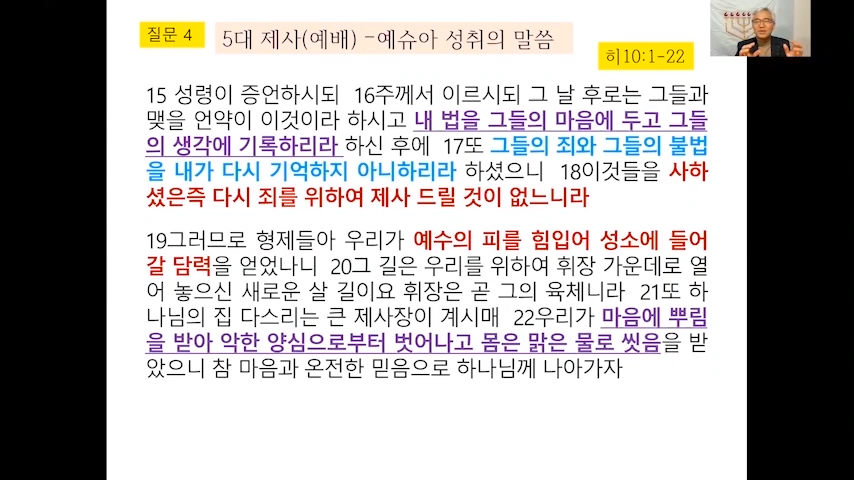 질문 4
5대 제사(예배) -예슈아 성취의 말씀
히10:1-22
15 성령이 증언하시되 16주께서 이르시되 그 날 후로는 그들과
맺을 언약이 이것이라 하시고 내 법을 그들의 마음에 두고 그들
의 생각에 기록하리라 하신 후에 17또 그들의 죄와 그들의 불법
을 내가 다시 기억하지 아니하리라 하셨으니 18이것들을 사하
셨은즉 다시 죄를 위하여 제사 드릴 것이 없느니라
19그러므로 형제들아 우리가 예수의 피를 힘입어 성소에 들어
갈 담력을 얻었나니 20그 길은 우리를 위하여 휘장 가운데로 열
어 놓으신 새로운 살 길이요 휘장은 곧 그의 육체니라 21또 하
나님의 집 다스리는 큰 제사장이 계시매 22우리가 마음에 뿌림
을 받아 악한 양심으로부터 벗어나고 몸은 맑은 물로 씻음을 받
았으니 참 마음과 온전한 믿음으로 하나님께 나아가자